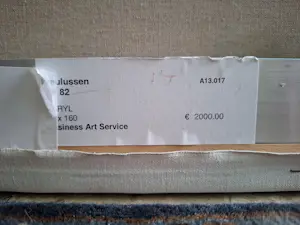 ulussen A13.017
82
RYL
x 160 € 2000,00
siness Art Service